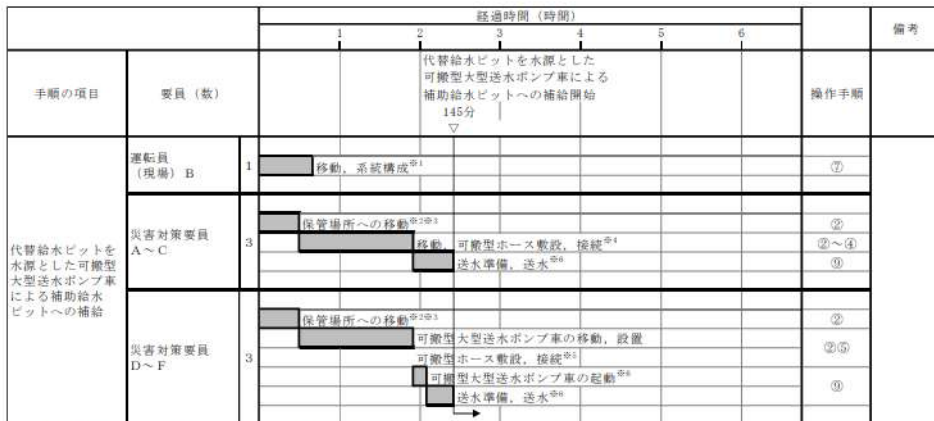 経過時間（時間）
備考
1 2 3 4 5 6
手順の項目
要員（数）
代替給水ピットを水源とした
可搬型大型送水ポンプ車による
補助給水ピットへの補給開始
145分
▽
操作手順
代替給水ピットを
水源とした可搬型
大型送水ポンプ車
による補助給水
ピットへの補給
運転員
（現場）B
1
移動，系統構成※1
⑦
災害対策要員
A～C
3
保管場所への移動※2※3
②
移動，可搬型ホース敷設，接続※4
②～④
送水準備，送水※6
⑨
災害対策要員
D～F
3
保管場所への移動※2※3
②
可搬型大型送水ポンプ車の移動，設置
可搬型ホース敷設，接続※5
②⑤
可搬型大型送水ポンプ車の起動※6
送水準備，送水※6
⑨